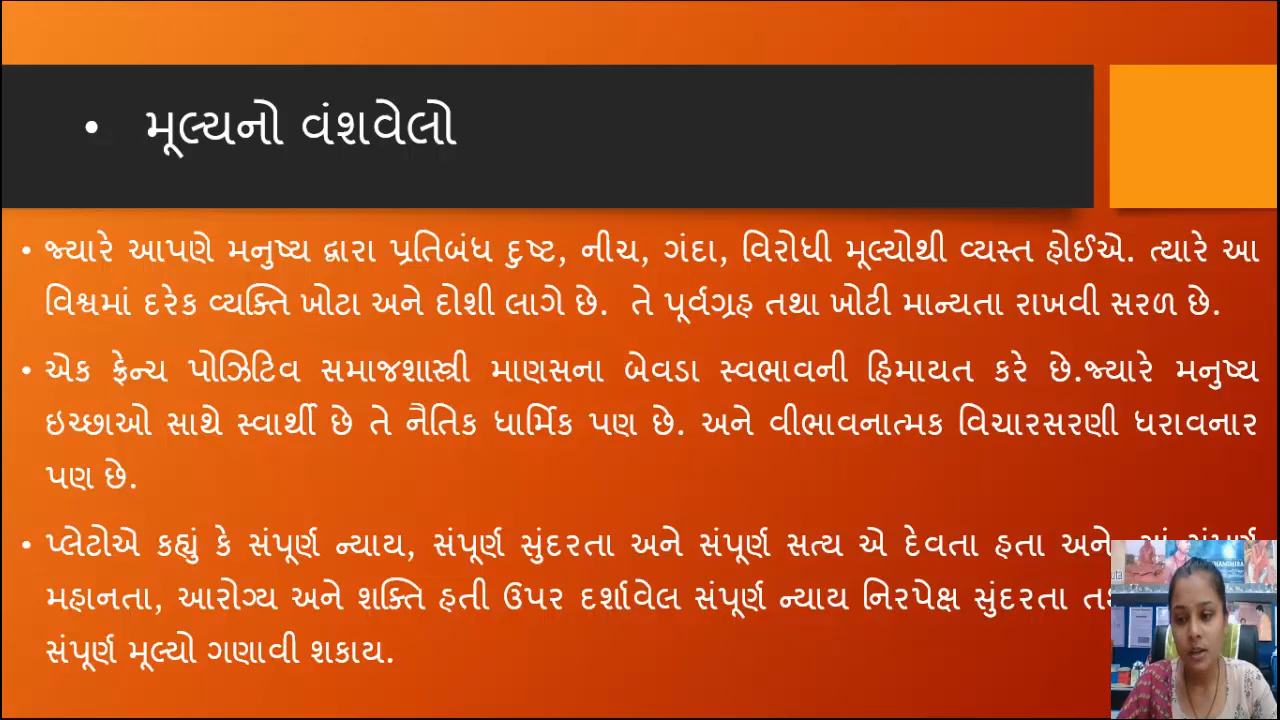 • મૂલ્યનો વંશવેલો
• જ્યારે આપણે મનુષ્ય દ્વારા પ્રતિબંધ દુષ્ટ, નીચ, ગંદા, વિરોધી મૂલ્યોથી વ્યસ્ત હોઈએ. ત્યારે આ
વિશ્વમાં દરેક વ્યક્તિ ખોટા અને દોશી લાગે છે. તે પૂર્વગ્રહ તથા ખોટી માન્યતા રાખવી સરળ છે.
• એક ફ્રેન્ચ પોઝિટિવ સમાજશાસ્ત્રી માણસના બેવડા સ્વભાવની હિમાયત કરે છે.જ્યારે મનુષ્ય
ઇચ્છાઓ સાથે સ્વાર્થી છે તે નૈતિક ધાર્મિક પણ છે. અને વીભાવનાત્મક વિચારસરણી ધરાવનાર
પણ છે.
• પ્લેટોએ કહ્યું કે સંપૂર્ણ ન્યાય, સંપૂર્ણ સુંદરતા અને સંપૂર્ણ સત્ય એ દેવતા હતા અને
મહાનતા, આરોગ્ય અને શક્તિ હતી ઉપર દર્શાવેલ સંપૂર્ણ ન્યાય નિરપેક્ષ સુંદરતા
સંપૂર્ણ મૂલ્યો ગણાવી શકાય.